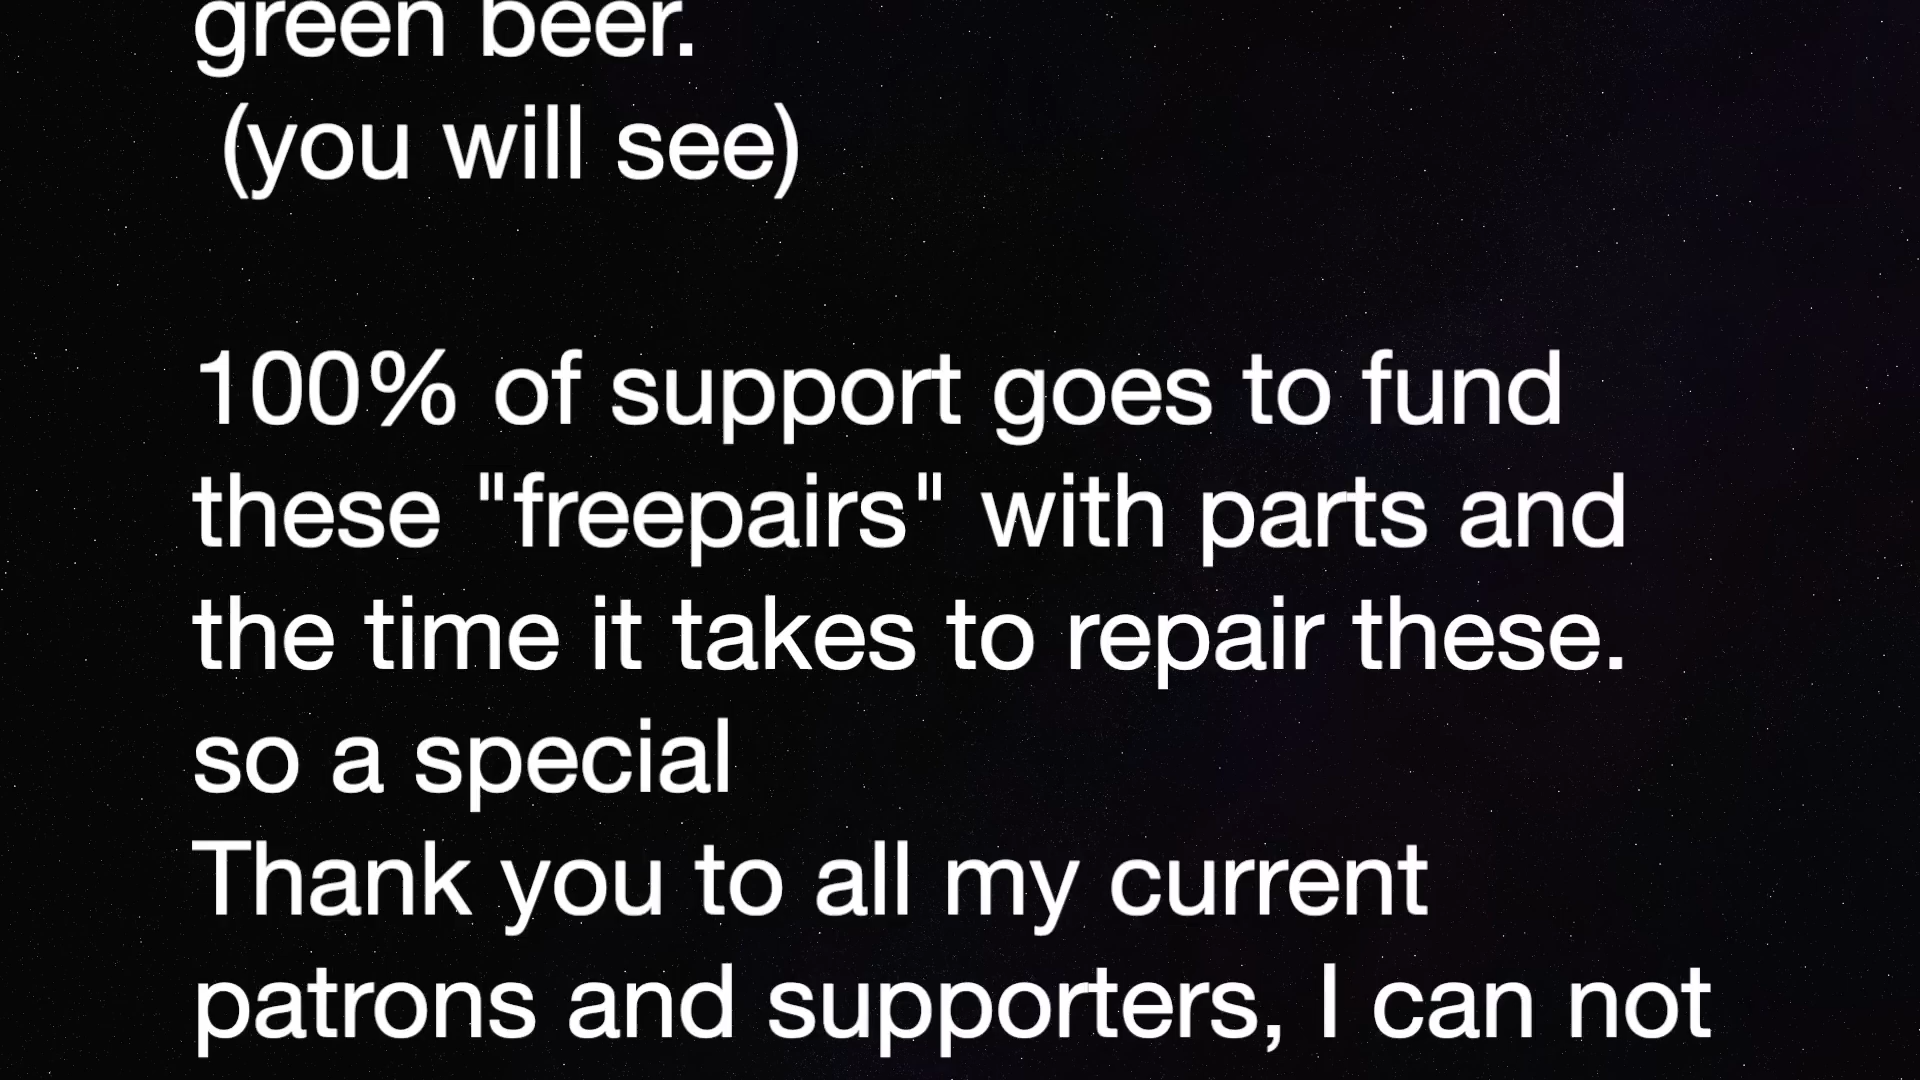 green beer.
(you will see)
100% of support goes to fund
these "freepairs" with parts and
the time it takes to repair these.
so a special
Thank you to all my current
patrons and supporters, I can not